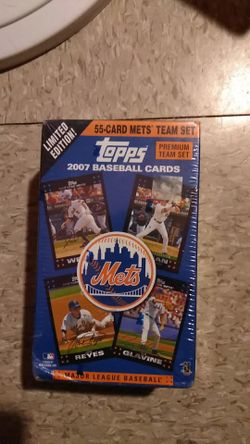 LIMITED EDITION!
55-CARD METS TEAM SET
Topps
PREMIUM
TEAM SET
2007 BASEBALL CARDS
Mets
REYES
GLAVINE
MAJOR LEAGUE BASEBALL